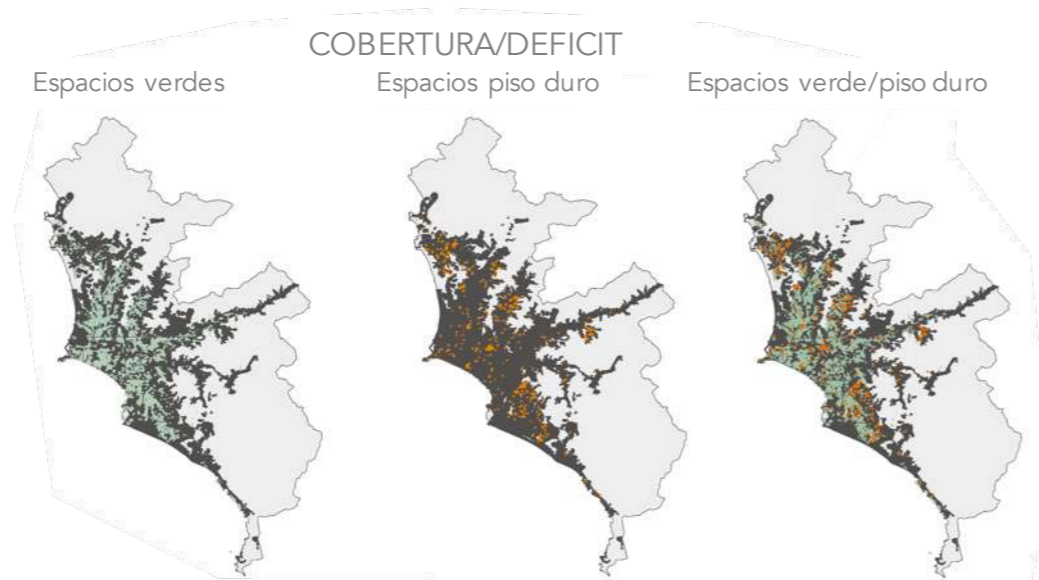 COBERTURA/DEFICIT
Espacios verdes
Espacios piso duro
Espacios verde/piso duro